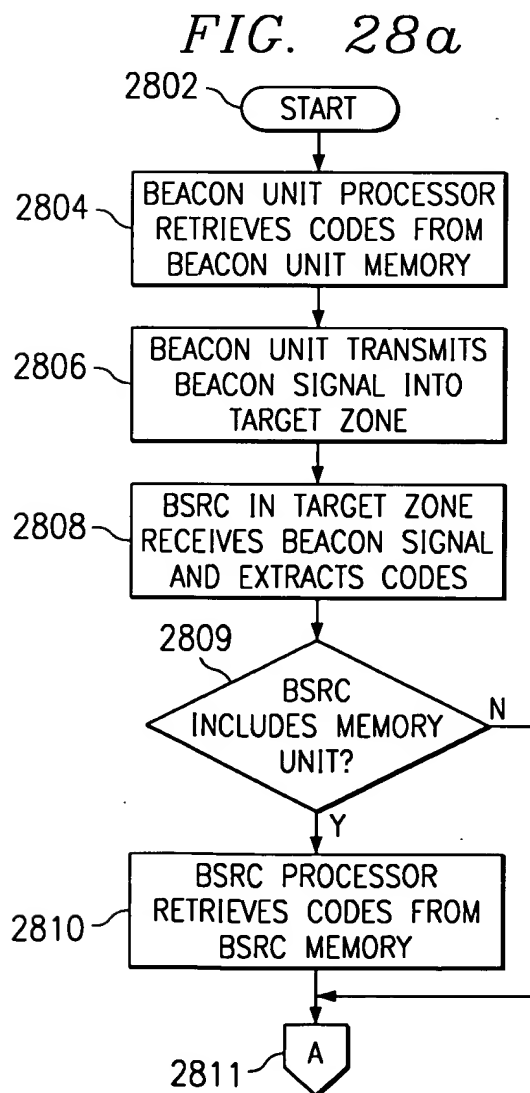 FIG. 28a
2802
START
2804
BEACON UNIT PROCESSOR
RETRIEVES CODES FROM
BEACON UNIT MEMORY
2806
BEACON UNIT TRANSMITS
BEACON SIGNAL INTO
TARGET ZONE
2808
BSRC IN TARGET ZONE
RECEIVES BEACON SIGNAL
AND EXTRACTS CODES
2809
BSRC
INCLUDES MEMORY
UNIT?
N
Y
2810
BSRC PROCESSOR
RETRIEVES CODES FROM
BSRC MEMORY
2811
A